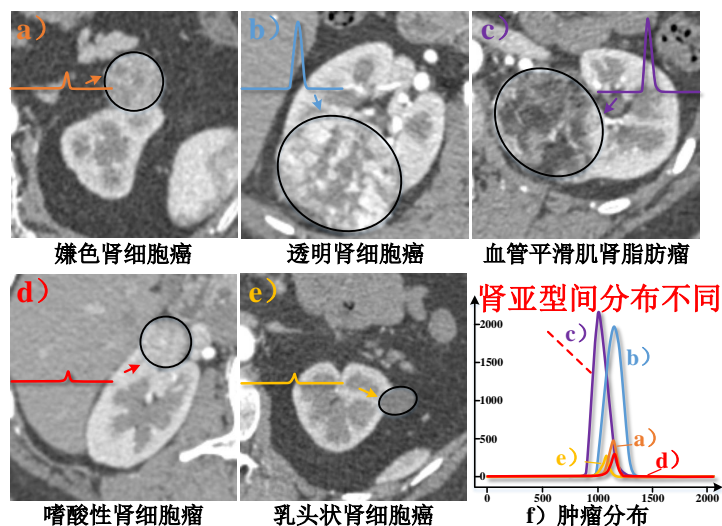 a）
b）
c）
嫌色肾细胞癌
透明肾细胞癌
血管平滑肌肾脂肪瘤
d）
e）
肾亚型间分布不同
2000
1500
1000
500
0
c）
b）
a）
e）
d）
0 500 1000 1500 2000
嗜酸性肾细胞瘤
乳头状肾细胞癌
f）肿瘤分布